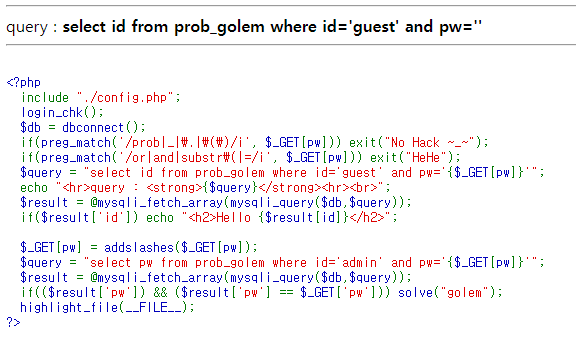 query : select id from prob_golem where id='guest' and pw=''
<?php
  include "./config.php";
  login_chk();
  $db = dbconnect();
  if(preg_match('/prob|_|₩.|₩(₩)/i', $_GET[pw])) exit("No Hack ~_~");
  if(preg_match('/or|and|substr₩(|=/i', $_GET[pw])) exit("HeHe");
  $query = "select id from prob_golem where id='guest' and pw='{$_GET[pw]}'";
  echo "<hr>query : <strong>{$query}</strong><hr><br>";
  $result = @mysqli_fetch_array(mysqli_query($db,$query));
  if($result['id']) echo "<h2>Hello {$result[id]}</h2>";
  $_GET[pw] = addslashes($_GET[pw]);
  $query = "select pw from prob_golem where id='admin' and pw='{$_GET[pw]}'";
  $result = @mysqli_fetch_array(mysqli_query($db,$query));
  if(($result['pw']) && ($result['pw'] == $_GET['pw'])) solve("golem");
  highlight_file(__FILE__);
?>